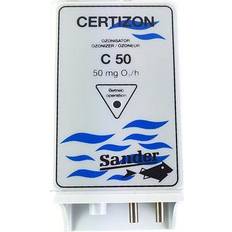 CERTIZON
OZONISATOR
OZONIZER / OZONEUR
C 50
50 mg O₃/h
Betrieb
operation
Sander